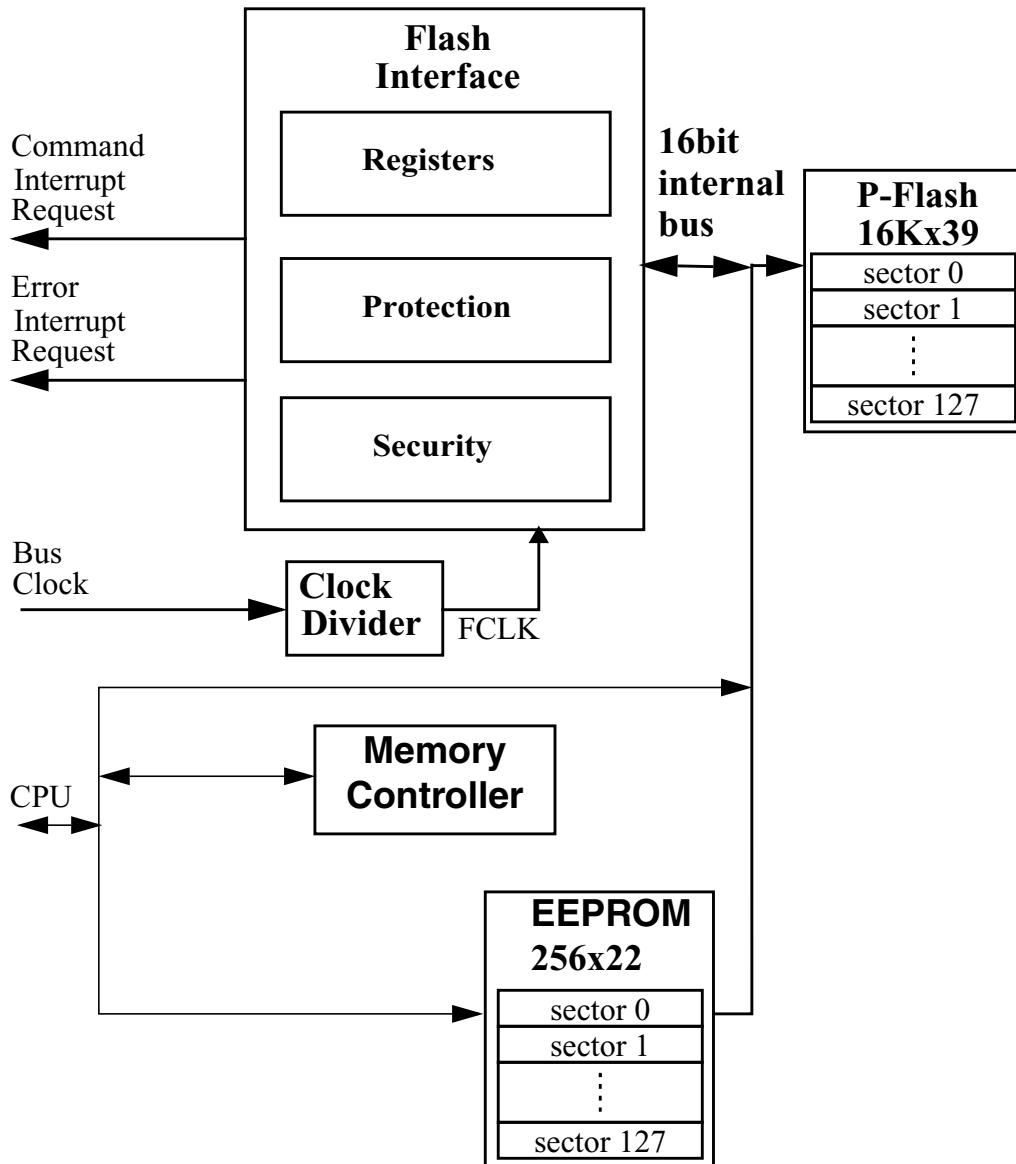 Flash
Interface
Registers
Protection
Security
Command
Interrupt
Request
Error
Interrupt
Request
16bit
internal
bus
P-Flash
16Kx39
sector 0
sector 1
sector 127
Bus
Clock
Clock
Divider
FCLK
Memory
Controller
CPU
EEPROM
256x22
sector 0
sector 1
sector 127